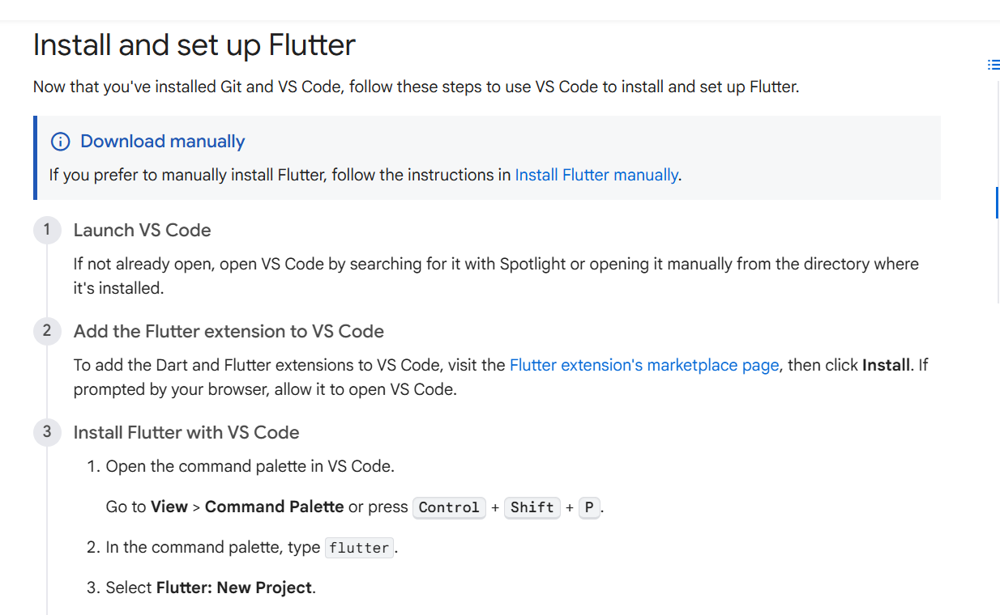 Install and set up Flutter
Now that you've installed Git and VS Code, follow these steps to use VS Code to install and set up Flutter.
Download manually
If you prefer to manually install Flutter, follow the instructions in Install Flutter manually.
1 Launch VS Code
If not already open, open VS Code by searching for it with Spotlight or opening it manually from the directory where
it's installed.
2 Add the Flutter extension to VS Code
To add the Dart and Flutter extensions to VS Code, visit the Flutter extension's marketplace page, then click Install. If
prompted by your browser, allow it to open VS Code.
3 Install Flutter with VS Code
1. Open the command palette in VS Code.
Go to View > Command Palette or press Control + Shift + P.
2. In the command palette, type flutter.
3. Select Flutter: New Project.